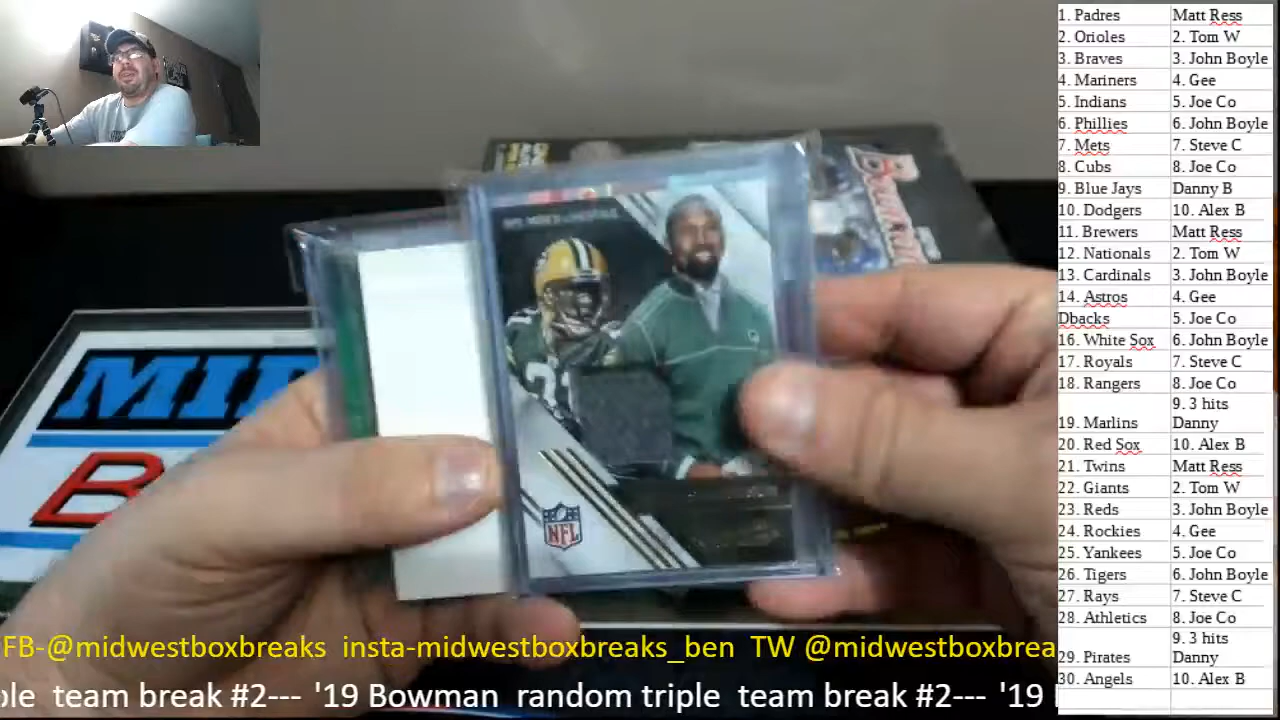 1. Padres Matt Ress
2. Orioles 2. Tom W
3. Braves 3. John Boyle
4. Mariners 4. Gee
5. Indians 5. Joe Co
6. Phillies 6. John Boyle
7. Mets 7. Steve C
8. Cubs 8. Joe Co
9. Blue Jays Danny B
10. Dodgers 10. Alex B
11. Brewers Matt Ress
12. Nationals 2. Tom W
13. Cardinals 3. John Boyle
14. Astros 4. Gee
Dbacks 5. Joe Co
16. White Sox 6. John Boyle
17. Royals 7. Steve C
18. Rangers 8. Joe Co
9. 3 hits
19. Marlins Danny
20. Red Sox 10. Alex B
21. Twins Matt Ress
22. Giants 2. Tom W
23. Reds 3. John Boyle
24. Rockies 4. Gee
25. Yankees 5. Joe Co
26. Tigers 6. John Boyle
27. Rays 7. Steve C
28. Athletics 8. Joe Co
9. 3 hits
29. Pirates Danny
30. Angels 10. Alex B
NFL
MID
B
FB-@midwestboxbreaks insta-midwestboxbreaks_ben TW @midwestboxbrea
ple team break #2--- '19 Bowman random triple team break #2--- '19